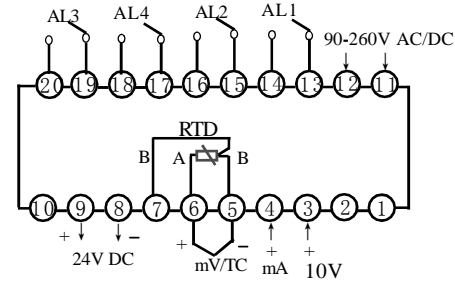 AL3 AL4 AL2 AL1
90-260V AC/DC
20 19 18 17 16 15 14 13 12 11
RTD
B A B
10 9 8 7 6 5 4 3 2 1
+ − + − + +
24V DC mV/TC mA 10V